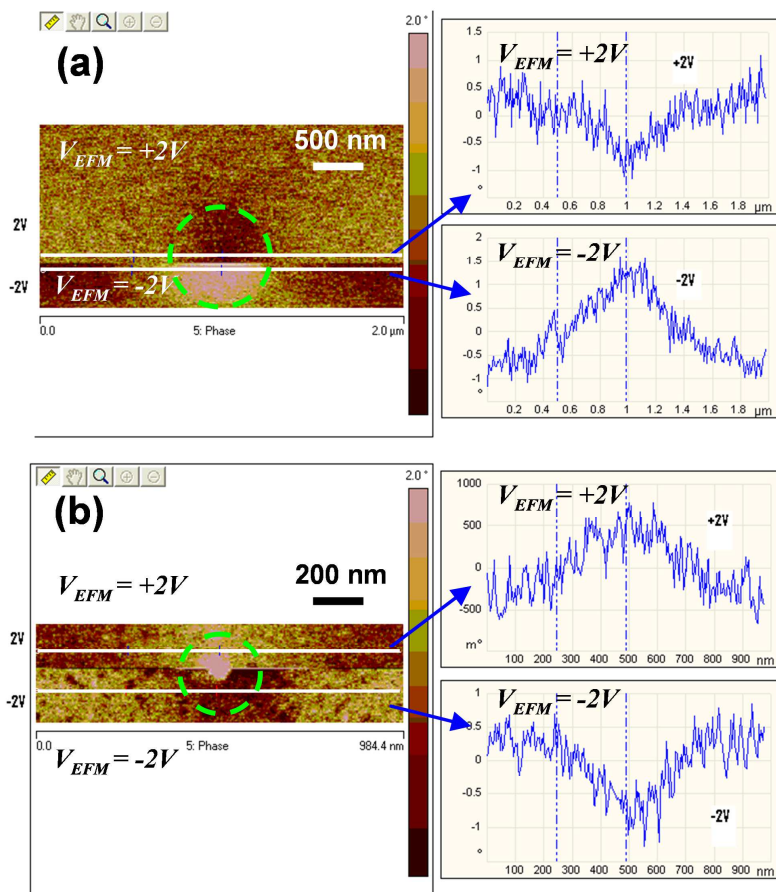 (a)
V_EFM = +2V
500 nm
2V
-2V
V_EFM = -2V
0.0
5: Phase
2.0 µm
2.0 °
V_EFM = +2V
+2V
1.5
1
0.5
0
-0.5
-1
°
0.2 0.4 0.6 0.8 1 1.2 1.4 1.6 1.8
µm
V_EFM = -2V
-2V
2
1.5
1
0.5
0
-0.5
-1
°
0.2 0.4 0.6 0.8 1 1.2 1.4 1.6 1.8
µm
(b)
V_EFM = +2V
200 nm
2V
-2V
0.0
5: Phase
984.4 nm
V_EFM = -2V
2.0 °
V_EFM = +2V
+2V
1000
500
0
-500
m°
100 200 300 400 500 600 700 800 900
nm
V_EFM = -2V
-2V
1
0.5
0
-0.5
-1
°
100 200 300 400 500 600 700 800 900
nm